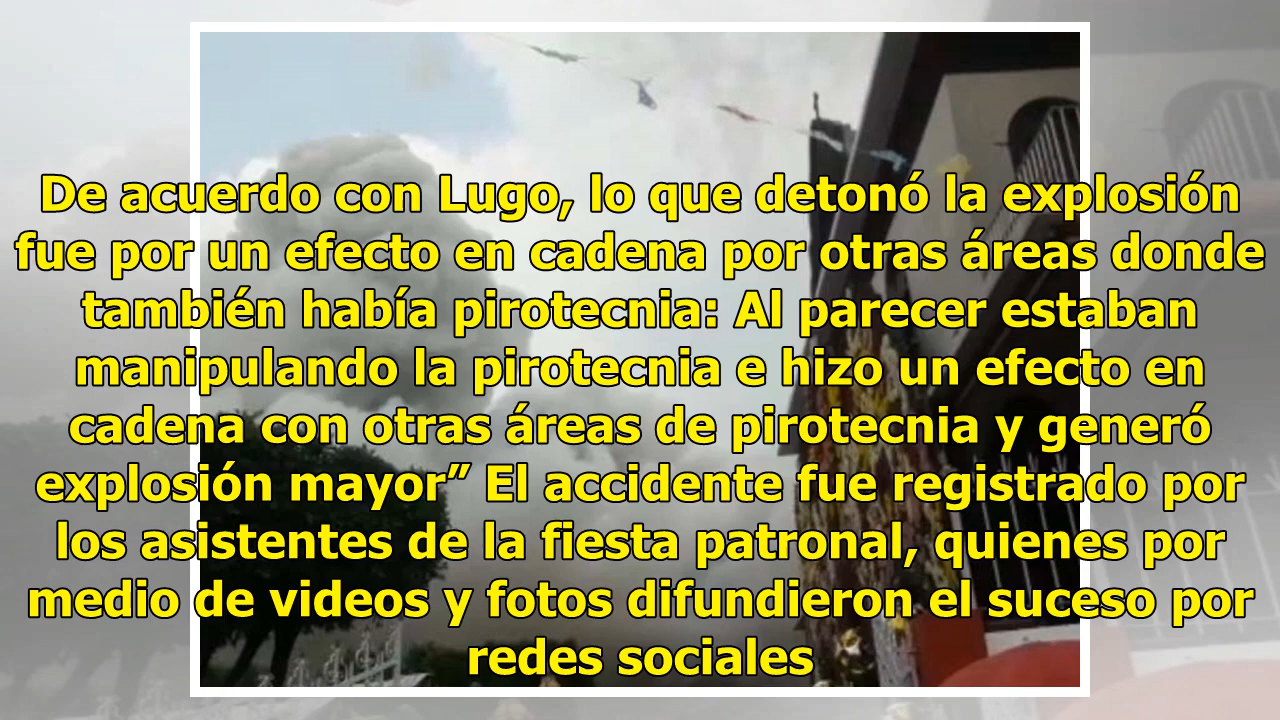 De acuerdo con Lugo, lo que detonó la explosión
fue por un efecto en cadena por otras áreas donde
también había pirotecnia: Al parecer estaban
manipulando la pirotecnia e hizo un efecto en
cadena con otras áreas de pirotecnia y generó
explosión mayor” El accidente fue registrado por
los asistentes de la fiesta patronal, quienes por
medio de videos y fotos difundieron el suceso por
redes sociales